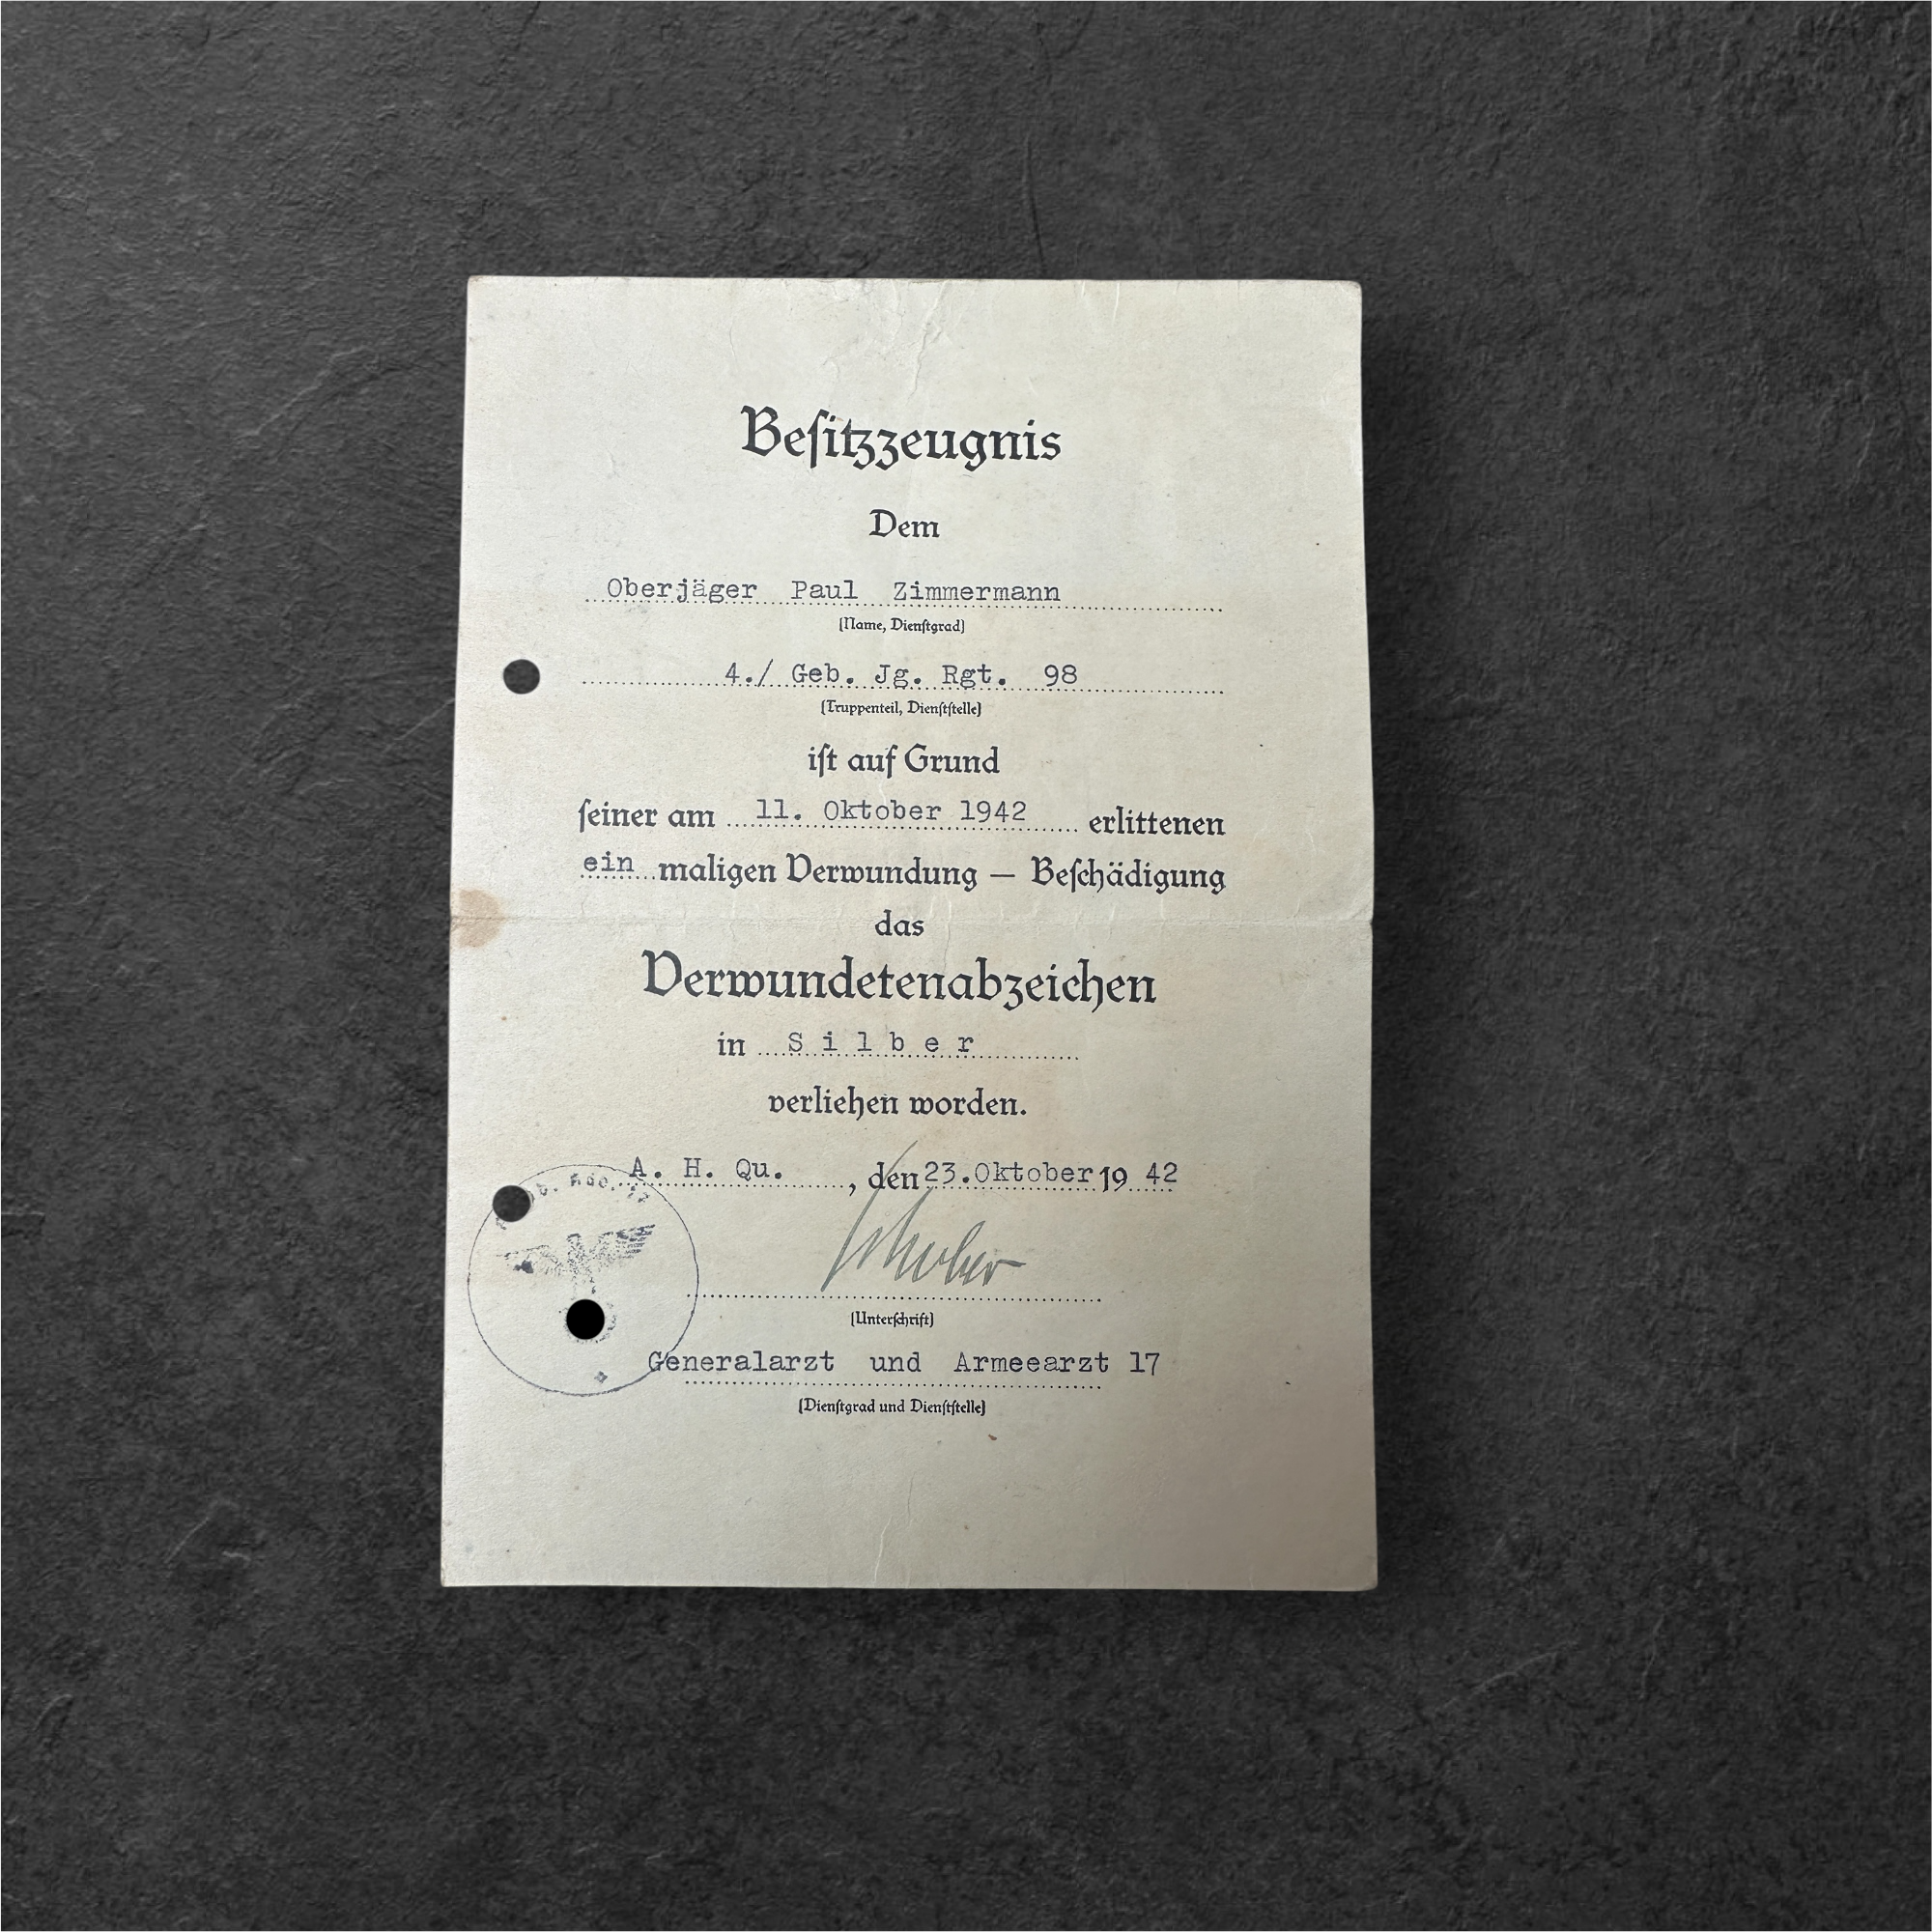 Besitzzeugnis
Dem
Oberjäger Paul Zimmermann
(Name, Dienstgrad)
4./ Geb. Jg. Rgt. 98
(Truppenteil, Dienststelle)
ist auf Grund
seiner am 11. Oktober 1942 erlittenen
ein maligen Verwundung — Beschädigung
das
Verwundetenabzeichen
in S i l b e r
verliehen worden.
A. H. Qu. , den 23.Oktober 19 42
(Unterschrift)
Generalarzt und Armeearzt 17
(Dienstgrad und Dienststelle)